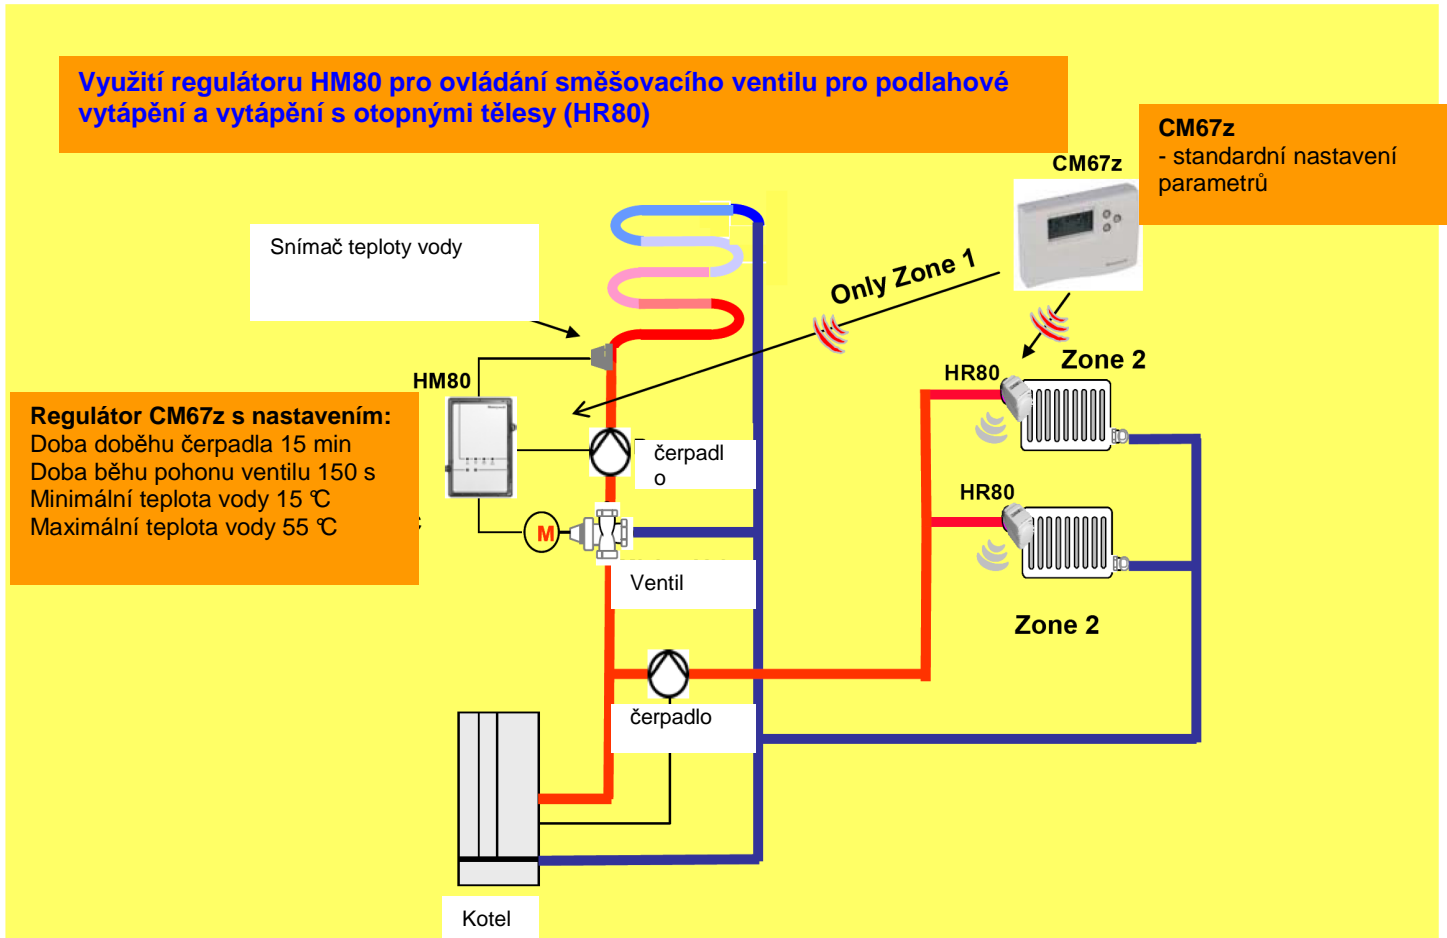 Využití regulátoru HM80 pro ovládání směšovacího ventilu pro podlahové
vytápění a vytápění s otopnými tělesy (HR80)
CM67z
- standardní nastavení
parametrů
CM67z
Snímač teploty vody
Only Zone 1
HM80
HR80
Zone 2
Regulátor CM67z s nastavením:
Doba doběhu čerpadla 15 min
Doba běhu pohonu ventilu 150 s
Minimální teplota vody 15 °C
Maximální teplota vody 55 °C
čerpadl
o
HR80
M
Ventil
Zone 2
čerpadlo
Kotel